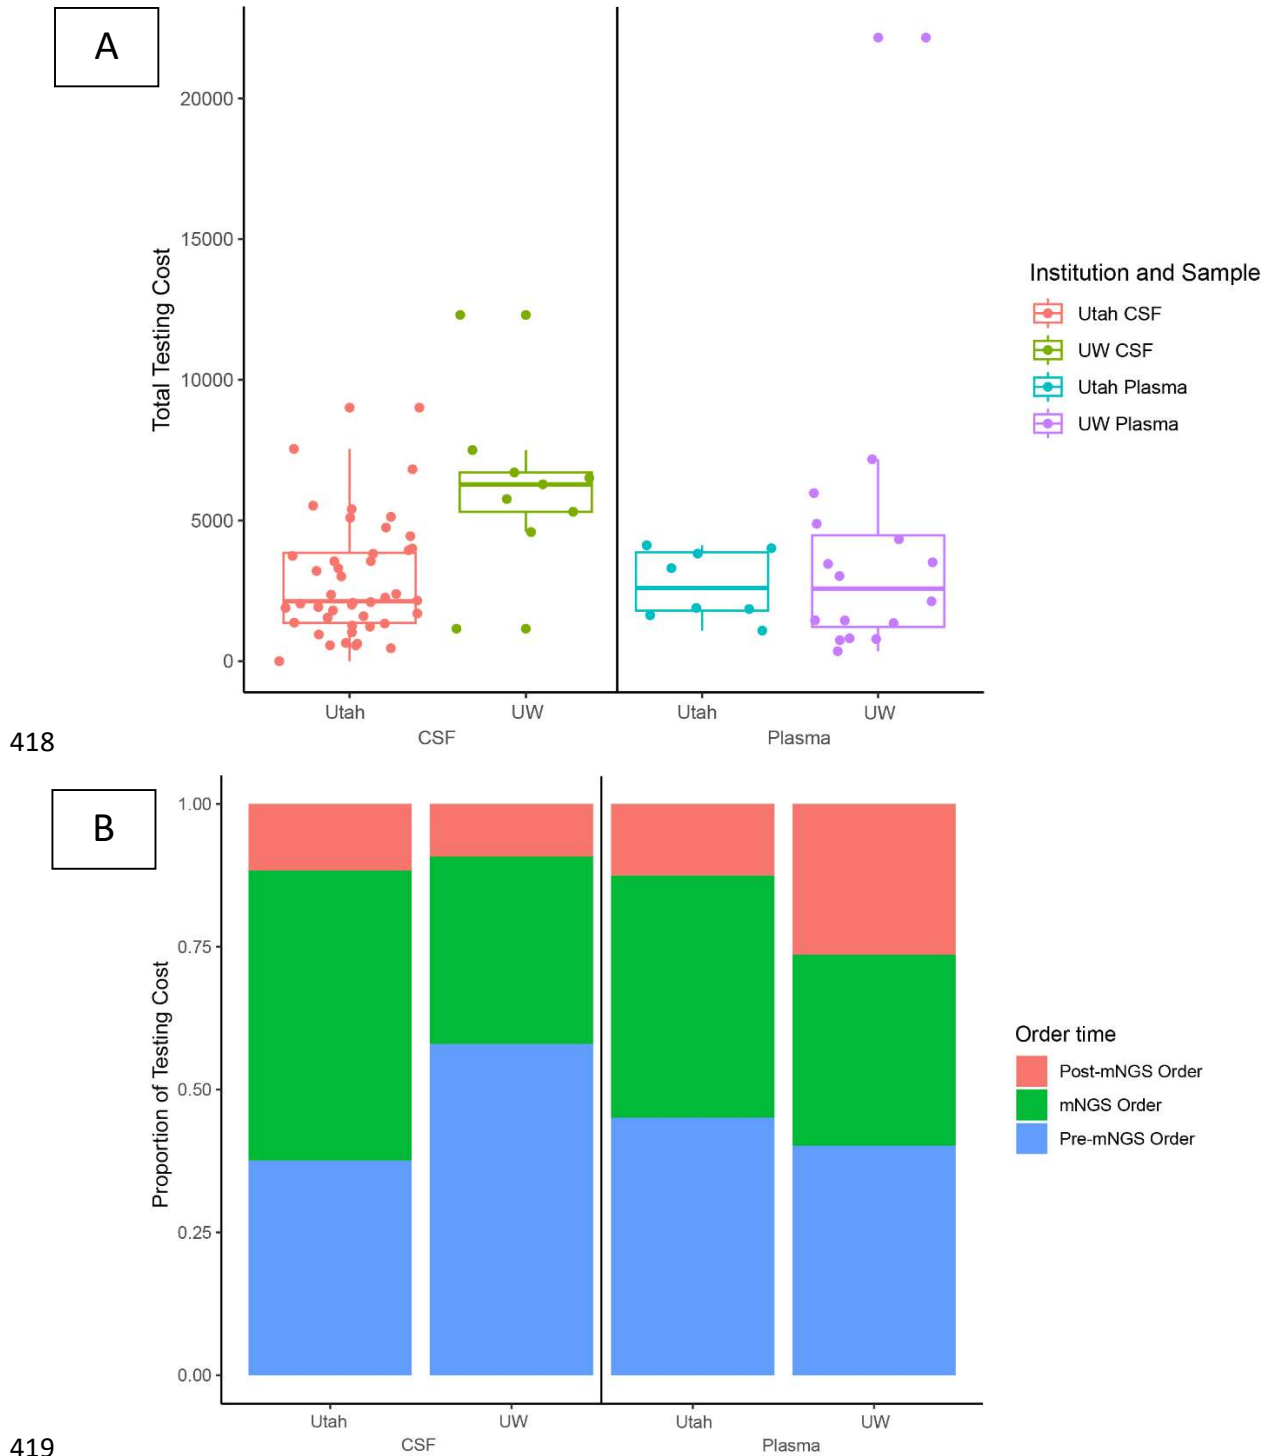 A
20000
15000
10000
5000
0
Total Testing Cost
Utah
UW
Utah
UW
CSF
Plasma
Institution and Sample
Utah CSF
UW CSF
Utah Plasma
UW Plasma
418
B
1.00
0.75
0.50
0.25
0.00
Proportion of Testing Cost
Utah
UW
Utah
UW
CSF
Plasma
Order time
Post-mNGS Order
mNGS Order
Pre-mNGS Order
419